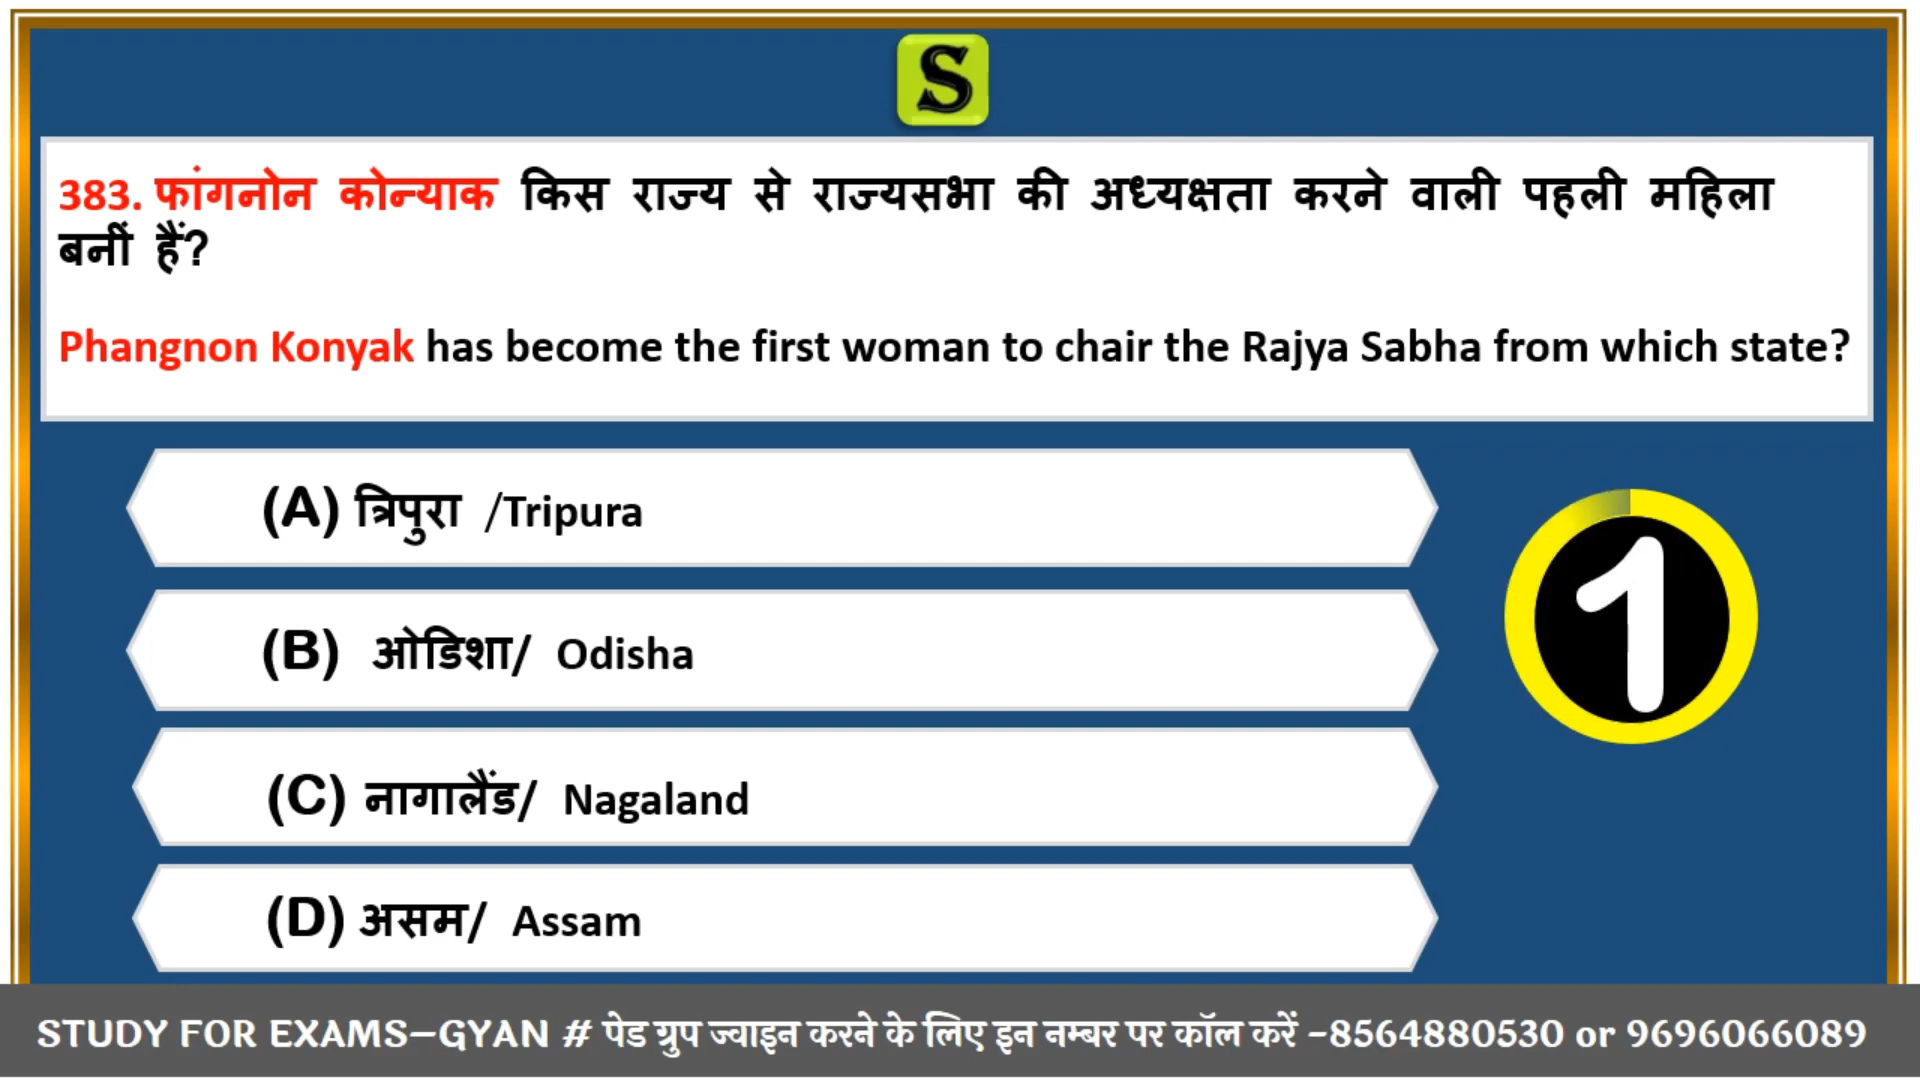 S
383. फांगनोन कोन्याक किस राज्य से राज्यसभा की अध्यक्षता करने वाली पहली महिला
बनीं हैं?
Phangnon Konyak has become the first woman to chair the Rajya Sabha from which state?
(A) त्रिपुरा /Tripura
(B) ओडिशा/ Odisha
1
(C) नागालैंड/ Nagaland
(D) असम/ Assam
STUDY FOR EXAMS–GYAN # पेड ग्रुप ज्वाइन करने के लिए इन नम्बर पर कॉल करें -8564880530 or 9696066089